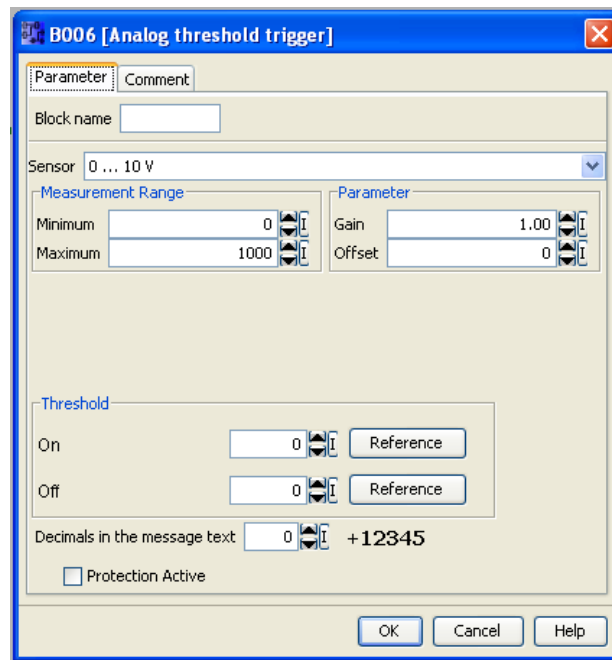 B006 [Analog threshold trigger]
Parameter Comment
Block name
Sensor 0 ... 10 V
Measurement Range Parameter
Minimum 0 Gain 1.00
Maximum 1000 Offset 0
Threshold
On 0 Reference
Off 0 Reference
Decimals in the message text 0 +12345
Protection Active
OK Cancel Help